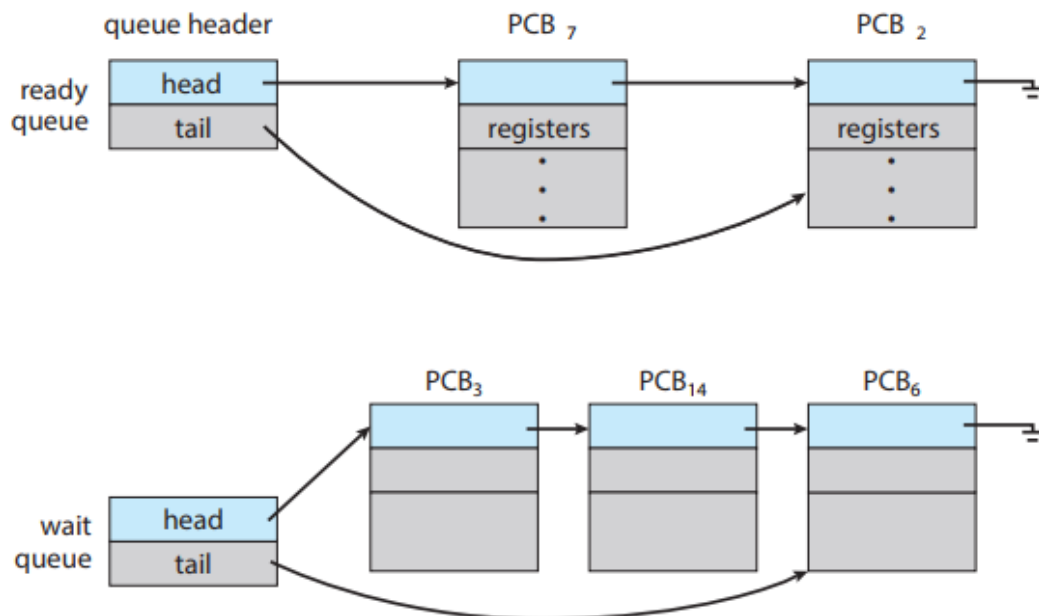 queue header
PCB 7
PCB 2
ready
queue
head
tail
registers
registers
PCB3
PCB14
PCB6
wait
queue
head
tail